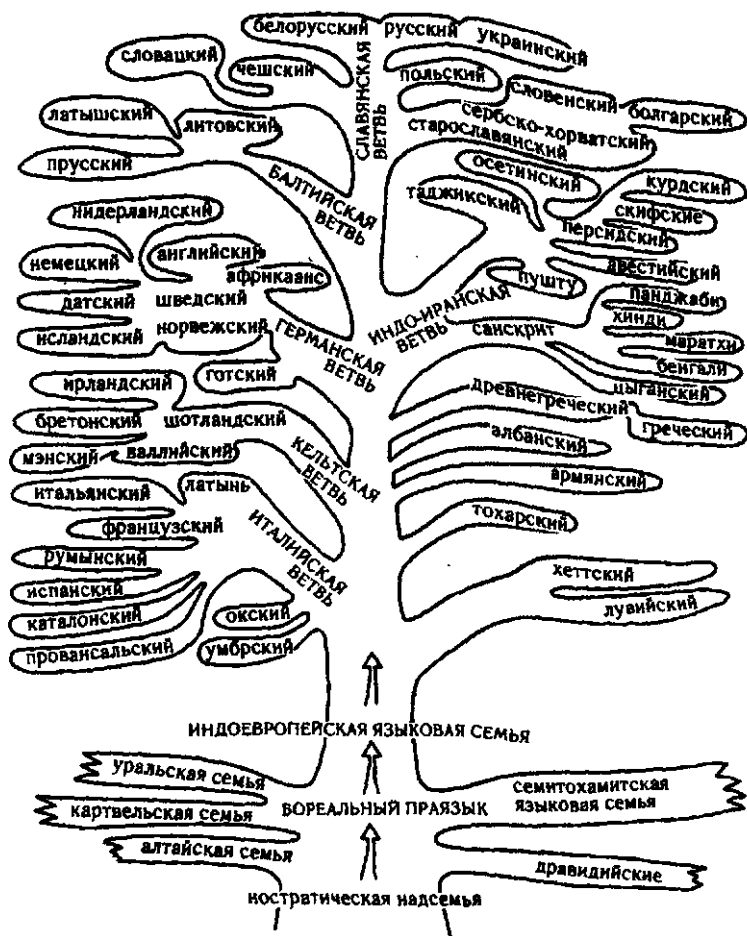 белорусский
русский
украинский
словацкий
чешский
СЛАВЯНСКАЯ
ВЕТВЬ
польский
словенский
болгарский
сербско-хорватский
старославянский
латышский
литовский
прусский
БАЛТИЙСКАЯ
ВЕТВЬ
осетинский
таджикский
курдский
скифские
персидский
авестийский
пушту
ИНДО-ИРАНСКАЯ
ВЕТВЬ
санскрит
панджаби
хинди
маратхи
бенгали
цыганский
нидерландский
немецкий
английский
африкаанс
датский
шведский
исландский
норвежский
готский
ГЕРМАНСКАЯ
ВЕТВЬ
древнегреческий
греческий
албанский
армянский
тохарский
хеттский
лувийский
ирландский
бретонский
шотландский
мэнский
валлийский
КЕЛЬТСКАЯ
ВЕТВЬ
итальянский
латынь
французский
румынский
испанский
каталонский
провансальский
окский
умбрский
ИТАЛИЙСКАЯ
ВЕТВЬ
ИНДОЕВРОПЕЙСКАЯ ЯЗЫКОВАЯ СЕМЬЯ
уральская семья
картвельская семья
алтайская семья
ВОРЕАЛЬНЫЙ ПРАЯЗЫК
семитохамитская
языковая семья
дравидийские
ностратическая надсемья